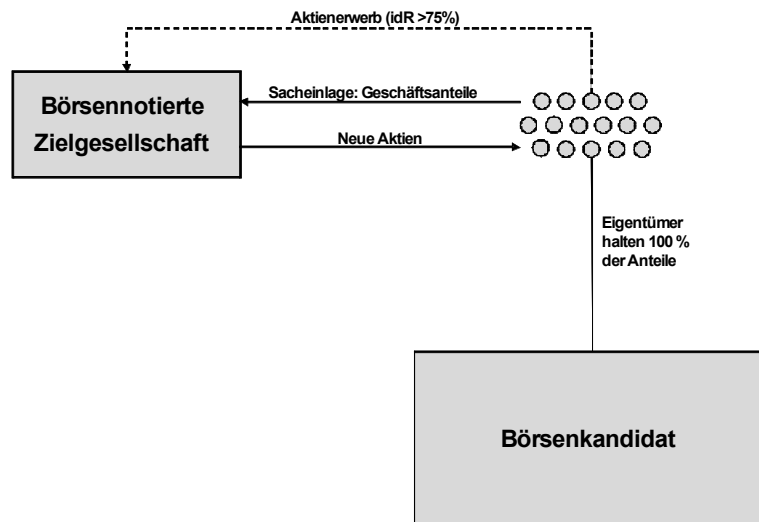 Aktienerwerb (idR >75%)
Börsennotierte
Zielgesellschaft
Sacheinlage: Geschäftsanteile
Neue Aktien
Eigentümer
halten 100 %
der Anteile
Börsenkandidat